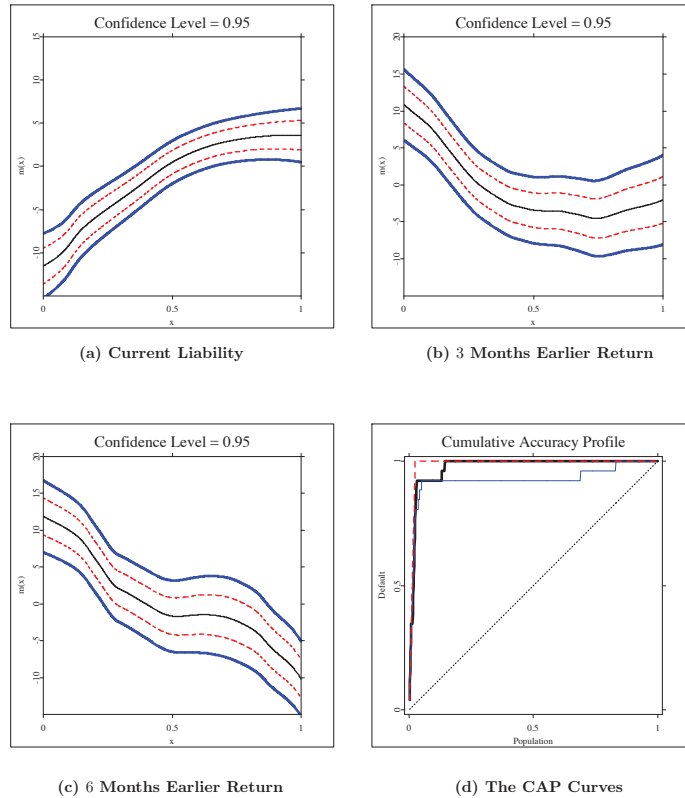 Confidence Level = 0.95
15
10
5
0
-5
-10
m(x)
0
0.5
1
x
(a) Current Liability
Confidence Level = 0.95
20
15
10
5
0
-5
-10
m(x)
0
0.5
1
x
(b) 3 Months Earlier Return
Confidence Level = 0.95
20
15
10
5
0
-5
-10
m(x)
0
0.5
1
x
(c) 6 Months Earlier Return
Cumulative Accuracy Profile
1
0.5
0
Default
0
0.5
1
Population
(d) The CAP Curves